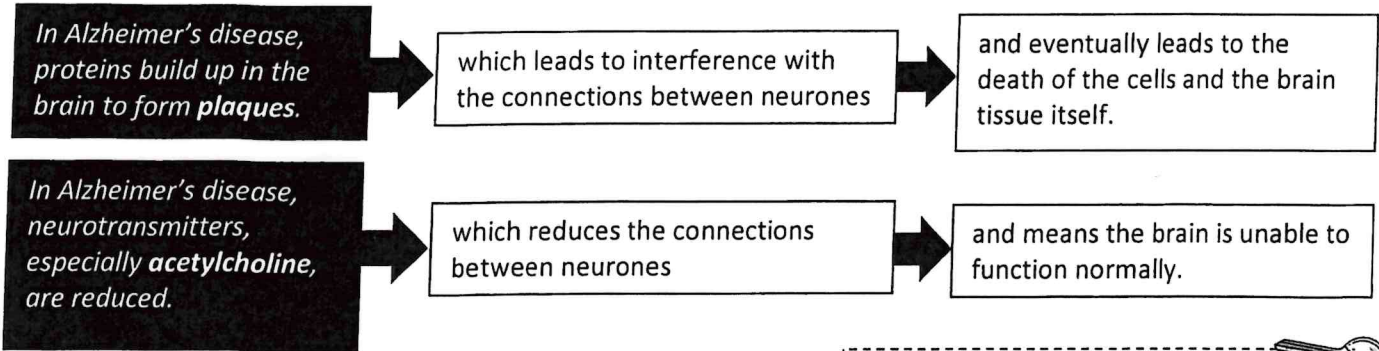 In Alzheimer's disease,
proteins build up in the
brain to form plaques.
which leads to interference with
the connections between neurones
and eventually leads to the
death of the cells and the brain
tissue itself.
In Alzheimer's disease,
neurotransmitters,
especially acetylcholine,
are reduced.
which reduces the connections
between neurones
and means the brain is unable to
function normally.